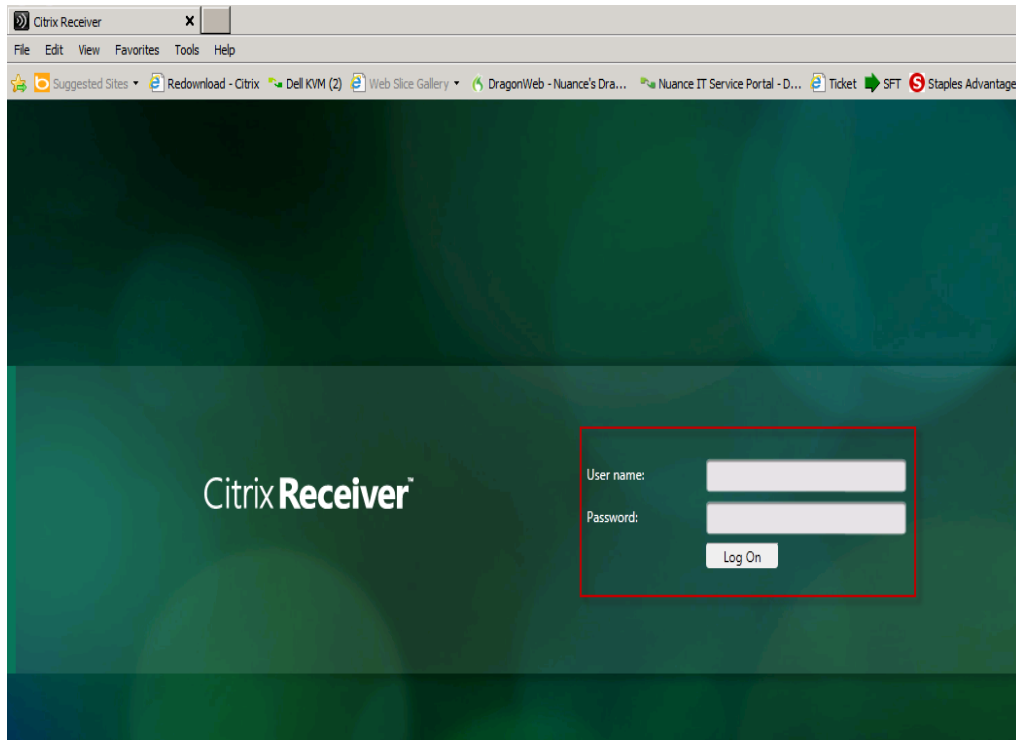 Citrix Receiver X
File Edit View Favorites Tools Help
Suggested Sites Redownload - Citrix Dell KVM (2) Web Slice Gallery DragonWeb - Nuance's Dra... Nuance IT Service Portal - D... Ticket SFT Staples Advantage
User name:
Citrix Receiver™
Password:
Log On